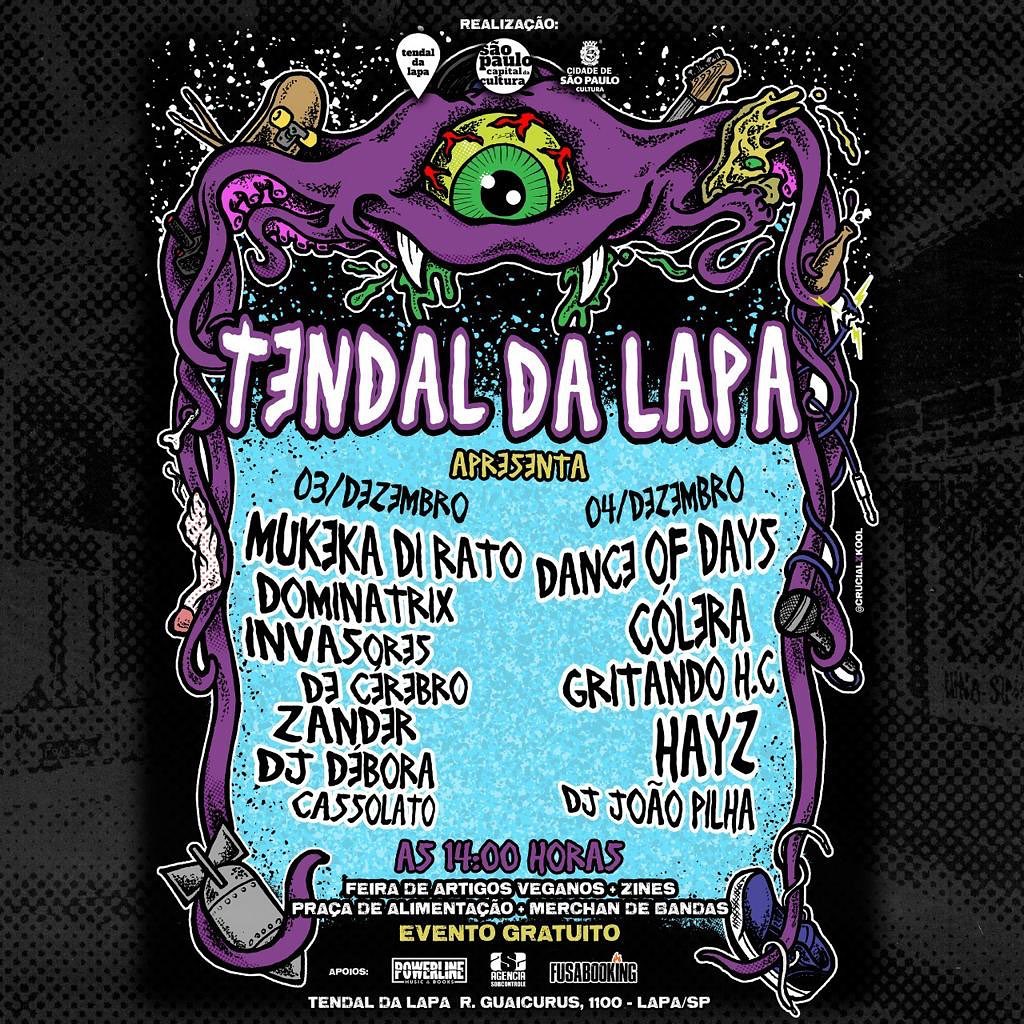 REALIZAÇÃO:
tendal
da
lapa
são
paulo
capital da
cultura
CIDADE DE
SÃO PAULO
CULTURA
TENDAL DA LAPA
APRESENTA
03/DEZEMBRO
MUKEKA DI RATO
DOMINATRIX
INVASORES
DE CÉREBRO
ZANDER
DJ DÉBORA
CASSOLATO
04/DEZEMBRO
DANCE OF DAYS
CÓLERA
GRITANDO H.C
HAYZ
DJ JOÃO PILHA
@CRUCIALXKOOL
AS 14:00 HORAS
FEIRA DE ARTIGOS VEGANOS + ZINES
PRAÇA DE ALIMENTAÇÃO + MERCHAN DE BANDAS
EVENTO GRATUITO
APOIOS:
POWERLINE
MUSIC & BOOKS
AGENCIA
SOBCONTROLE
FUSABOOKING
TENDAL DA LAPA R. GUAICURUS, 1100 - LAPA/SP